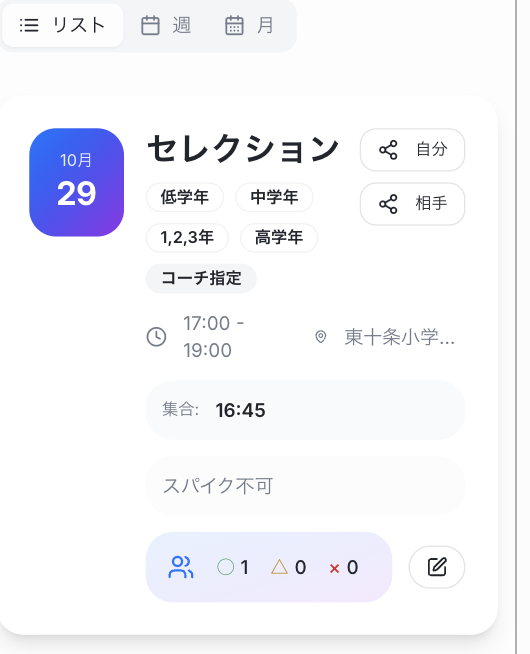 リスト 週 月
10月
29
セレクション
自分
低学年 中学年
相手
1,2,3年 高学年
コーチ指定
17:00 -
19:00
東十条小学...
集合: 16:45
スパイク不可
○ 1 △ 0 × 0